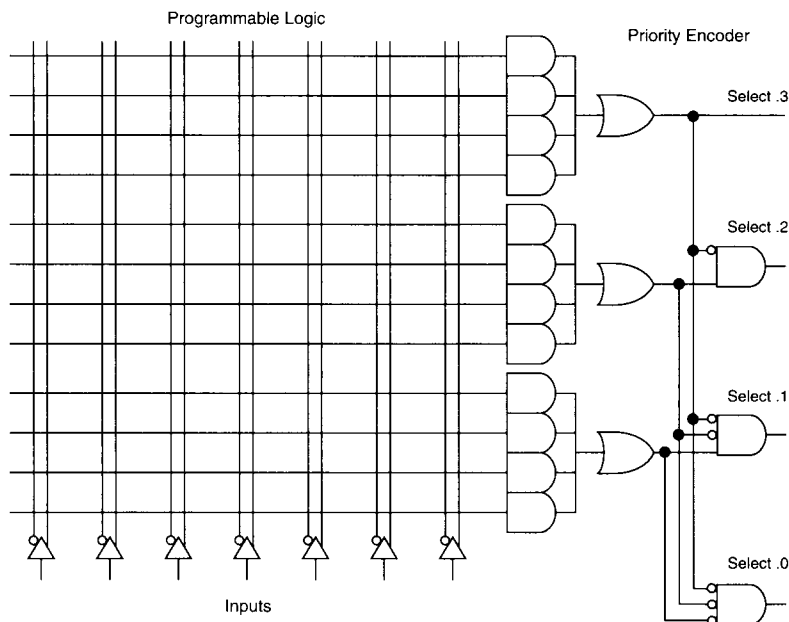 Programmable Logic
Priority Encoder
Select .3
Select .2
Select .1
Select .0
Inputs